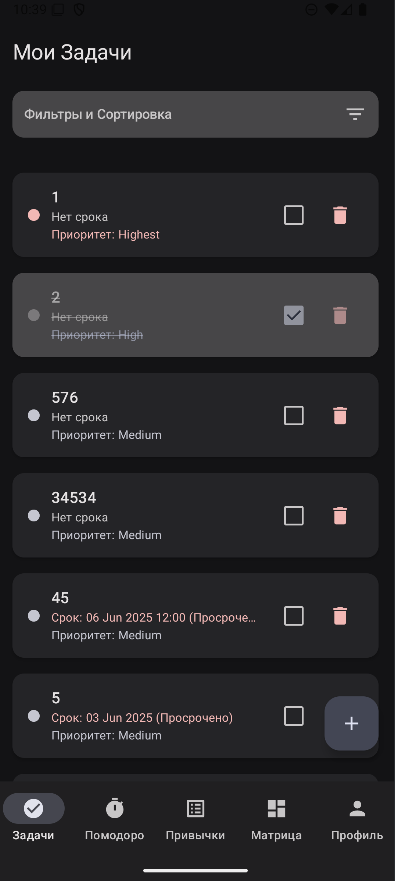 10:39
Мои Задачи
Фильтры и Сортировка
1
Нет срока
Приоритет: Highest
2
Нет срока
Приоритет: High
576
Нет срока
Приоритет: Medium
34534
Нет срока
Приоритет: Medium
45
Срок: 06 Jun 2025 12:00 (Просроче...
Приоритет: Medium
5
Срок: 03 Jun 2025 (Просрочено)
Приоритет: Medium
Задачи
Помодоро
Привычки
Матрица
Профиль